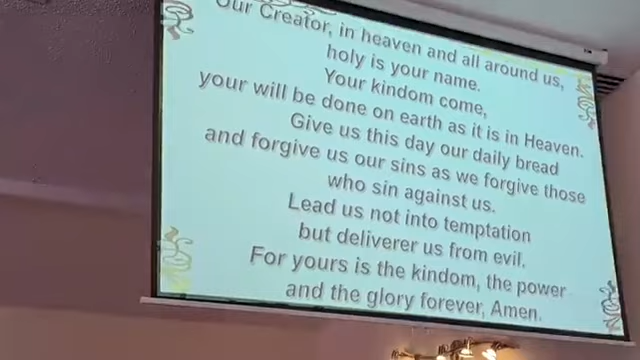 Our Creator, in heaven and all around us,
holy is your name.
Your kindom come,
your will be done on earth as it is in Heaven.
Give us this day our daily bread
and forgive us our sins as we forgive those
who sin against us.
Lead us not into temptation
but deliverer us from evil.
For yours is the kindom, the power
and the glory forever, Amen.